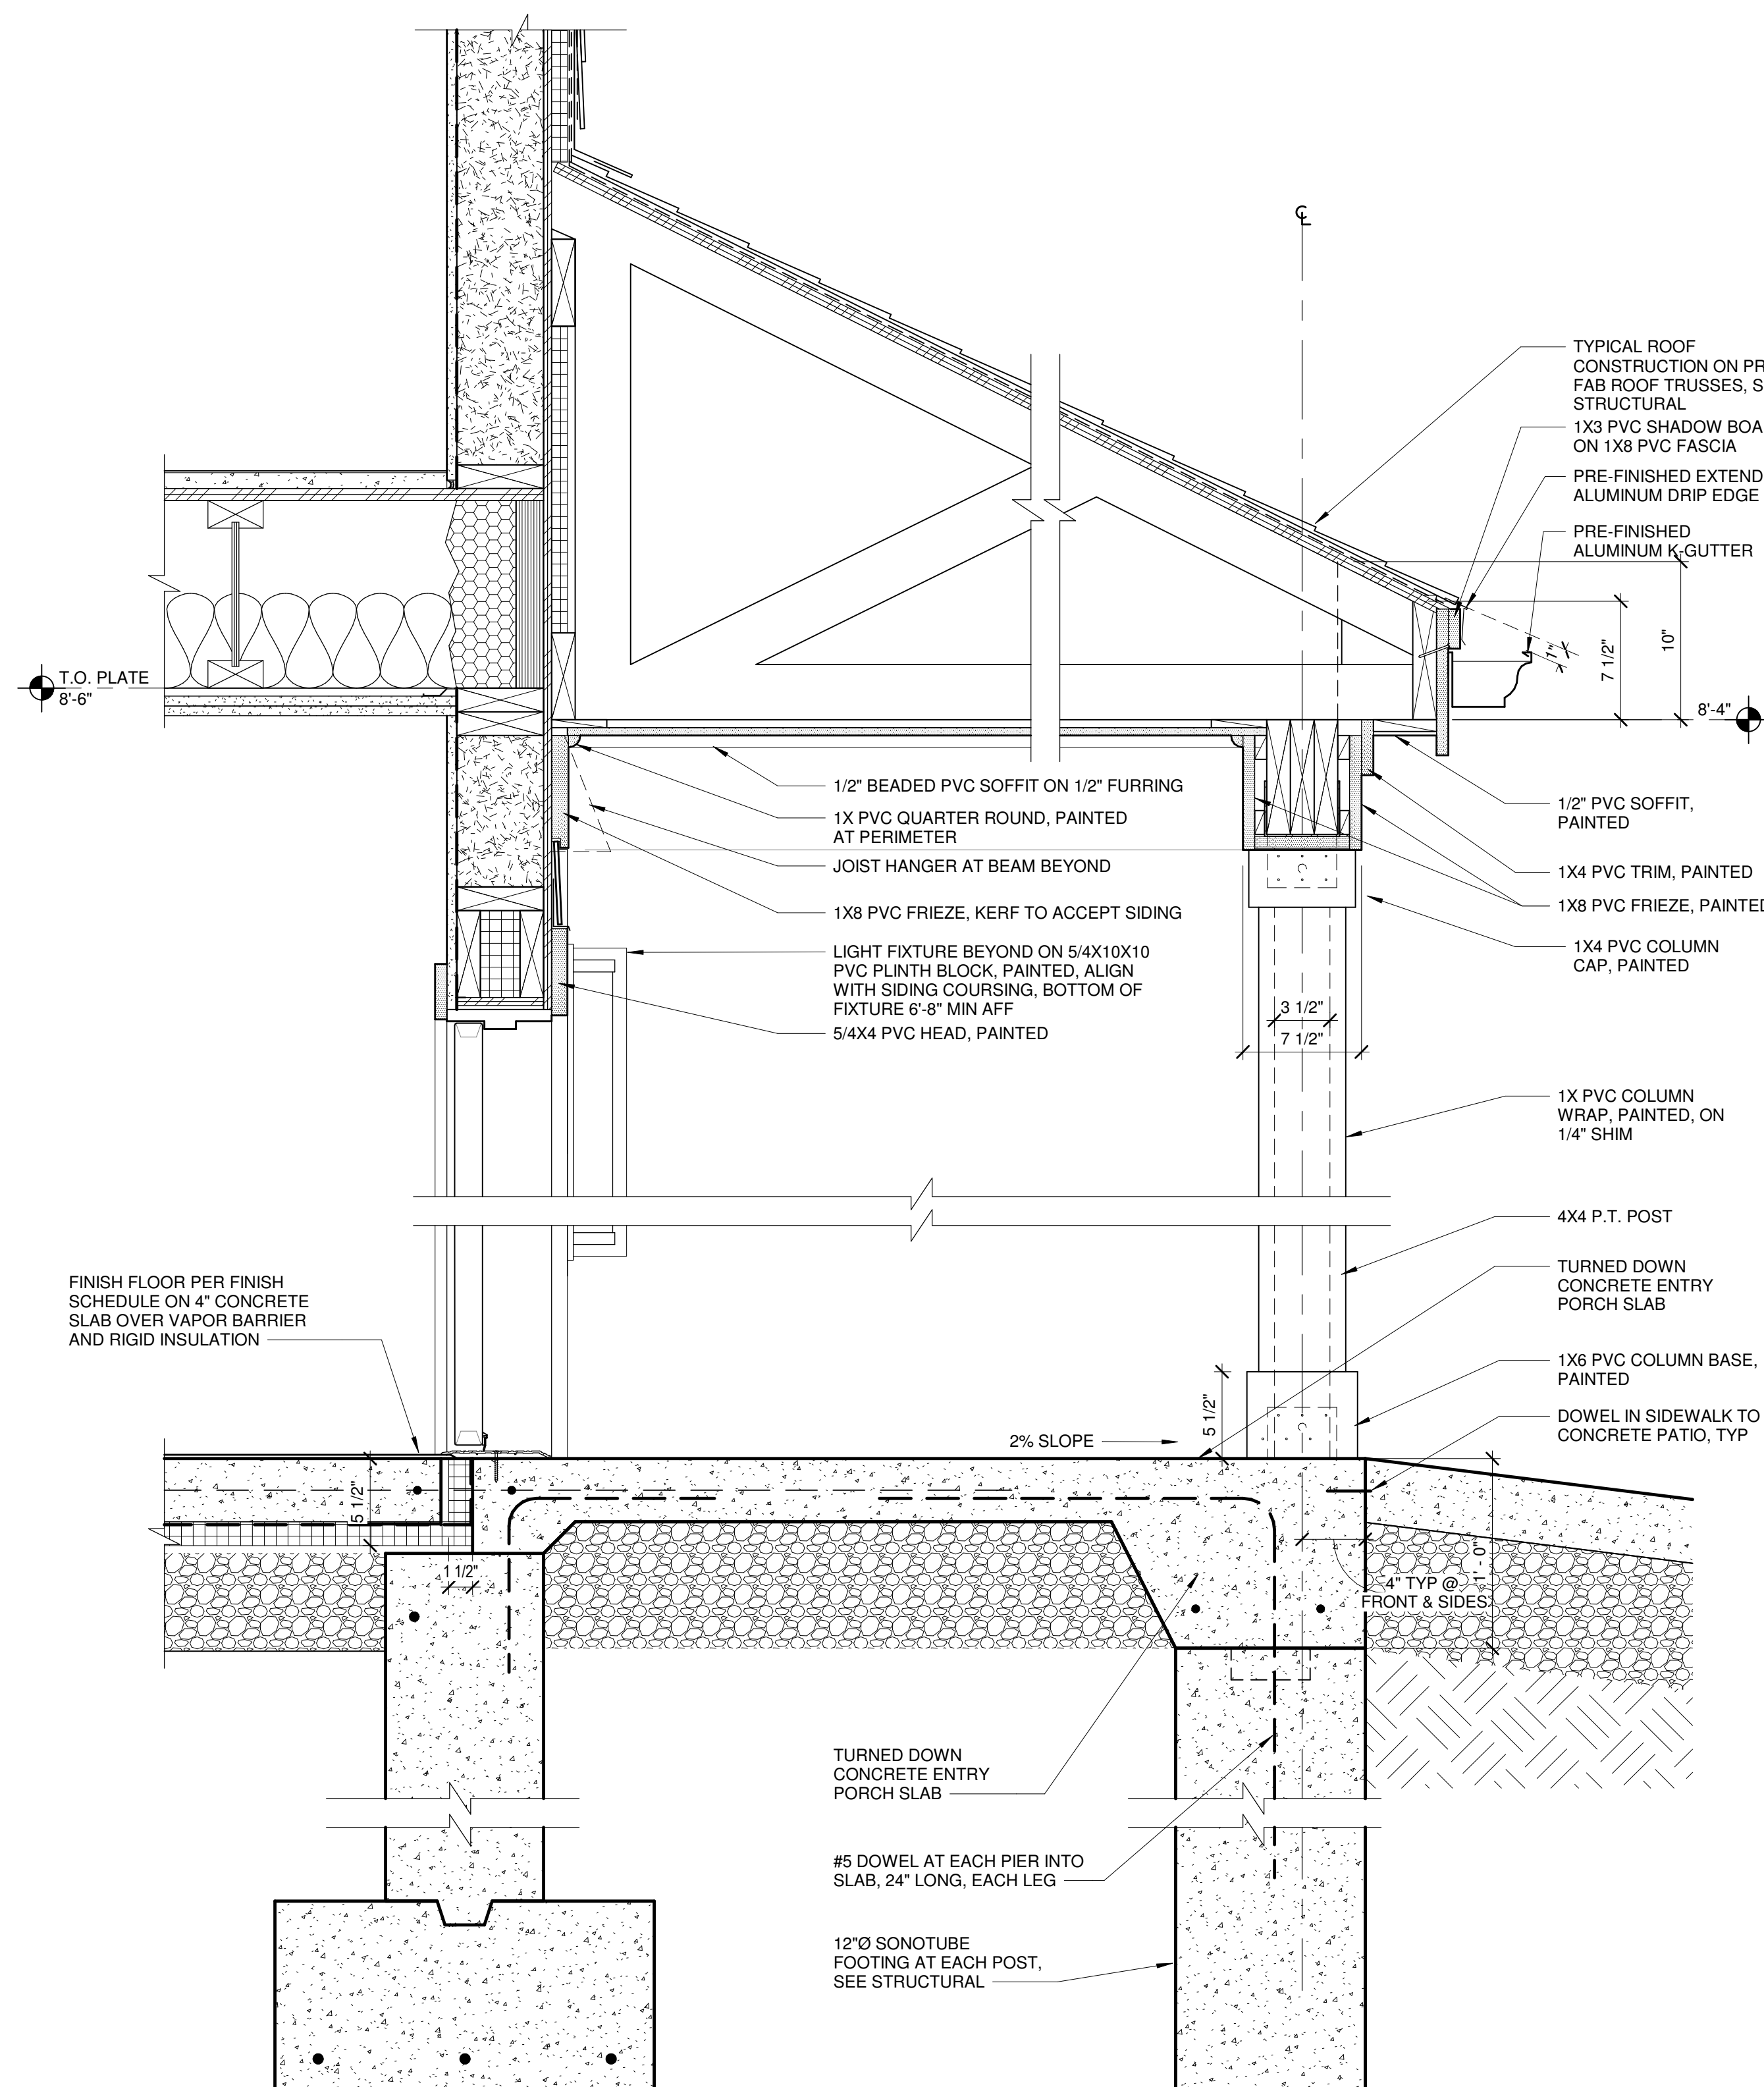 ℄
TYPICAL ROOF
CONSTRUCTION ON PR
FAB ROOF TRUSSES, S
STRUCTURAL
1X3 PVC SHADOW BOA
ON 1X8 PVC FASCIA
PRE-FINISHED EXTEND
ALUMINUM DRIP EDGE
PRE-FINISHED
ALUMINUM K-GUTTER
1"
7 1/2"
10"
T.O. PLATE
8'-6"
8'-4"
1/2" BEADED PVC SOFFIT ON 1/2" FURRING
1X PVC QUARTER ROUND, PAINTED
AT PERIMETER
JOIST HANGER AT BEAM BEYOND
1X8 PVC FRIEZE, KERF TO ACCEPT SIDING
LIGHT FIXTURE BEYOND ON 5/4X10X10
PVC PLINTH BLOCK, PAINTED, ALIGN
WITH SIDING COURSING, BOTTOM OF
FIXTURE 6'-8" MIN AFF
5/4X4 PVC HEAD, PAINTED
1/2" PVC SOFFIT,
PAINTED
1X4 PVC TRIM, PAINTED
1X8 PVC FRIEZE, PAINTED
1X4 PVC COLUMN
CAP, PAINTED
3 1/2"
7 1/2"
1X PVC COLUMN
WRAP, PAINTED, ON
1/4" SHIM
4X4 P.T. POST
TURNED DOWN
CONCRETE ENTRY
PORCH SLAB
1X6 PVC COLUMN BASE,
PAINTED
DOWEL IN SIDEWALK TO
CONCRETE PATIO, TYP
FINISH FLOOR PER FINISH
SCHEDULE ON 4" CONCRETE
SLAB OVER VAPOR BARRIER
AND RIGID INSULATION
5 1/2"
2% SLOPE
5 1/2"
1 1/2"
1' - 0"
4" TYP @
FRONT & SIDES
TURNED DOWN
CONCRETE ENTRY
PORCH SLAB
#5 DOWEL AT EACH PIER INTO
SLAB, 24" LONG, EACH LEG
12"Ø SONOTUBE
FOOTING AT EACH POST,
SEE STRUCTURAL